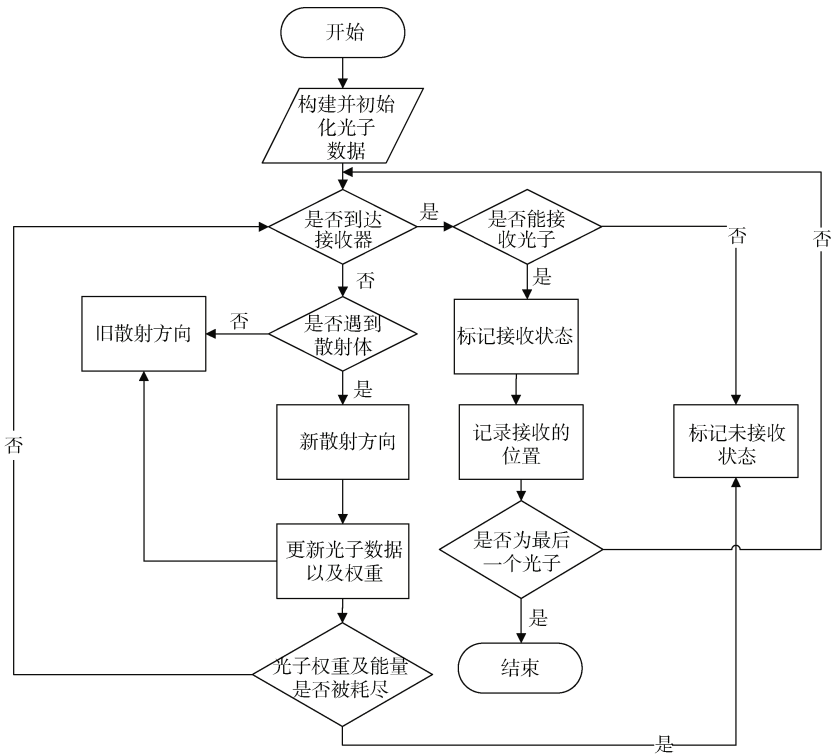 开始
构建并初始
化光子
数据
是否到达
接收器
是
是否能接
收光子
否
否
否
是
是否遇到
散射体
否
旧散射方向
标记接收状态
是
新散射方向
记录接收的
位置
标记未接收
状态
否
更新光子数据
以及权重
是否为最后
一个光子
是
光子权重及能量
是否被耗尽
结束
是